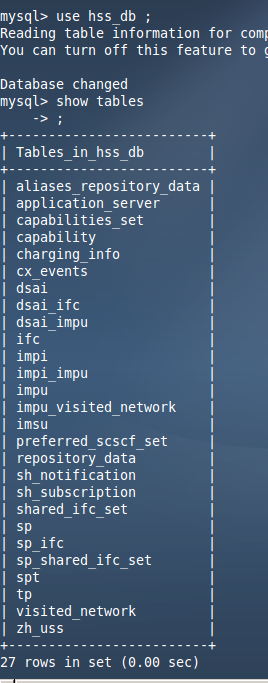 mysql> use hss_db ;
Reading table information for comp
You can turn off this feature to g
Database changed
mysql> show tables
    -> ;
+-------------------------+
| Tables_in_hss_db        |
+-------------------------+
| aliases_repository_data |
| application_server      |
| capabilities_set        |
| capability              |
| charging_info           |
| cx_events               |
| dsai                    |
| dsai_ifc                |
| dsai_impu               |
| ifc                     |
| impi                    |
| impi_impu               |
| impu                    |
| impu_visited_network    |
| imsu                    |
| preferred_scscf_set     |
| repository_data         |
| sh_notification         |
| sh_subscription         |
| shared_ifc_set          |
| sp                      |
| sp_ifc                  |
| sp_shared_ifc_set       |
| spt                     |
| tp                      |
| visited_network         |
| zh_uss                  |
+-------------------------+
27 rows in set (0.00 sec)